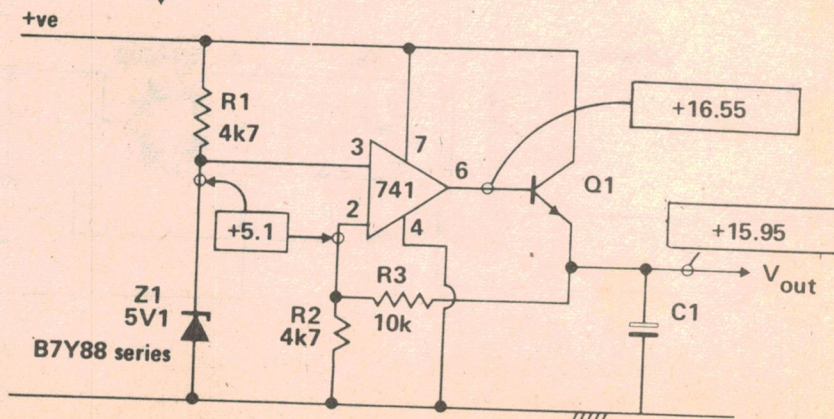 +ve
R1
4k7
+16.55
3
7
741
6
Q1
2
4
+5.1
+15.95
R3
10k
Vout
Z1
5V1
R2
4k7
C1
B7Y88 series